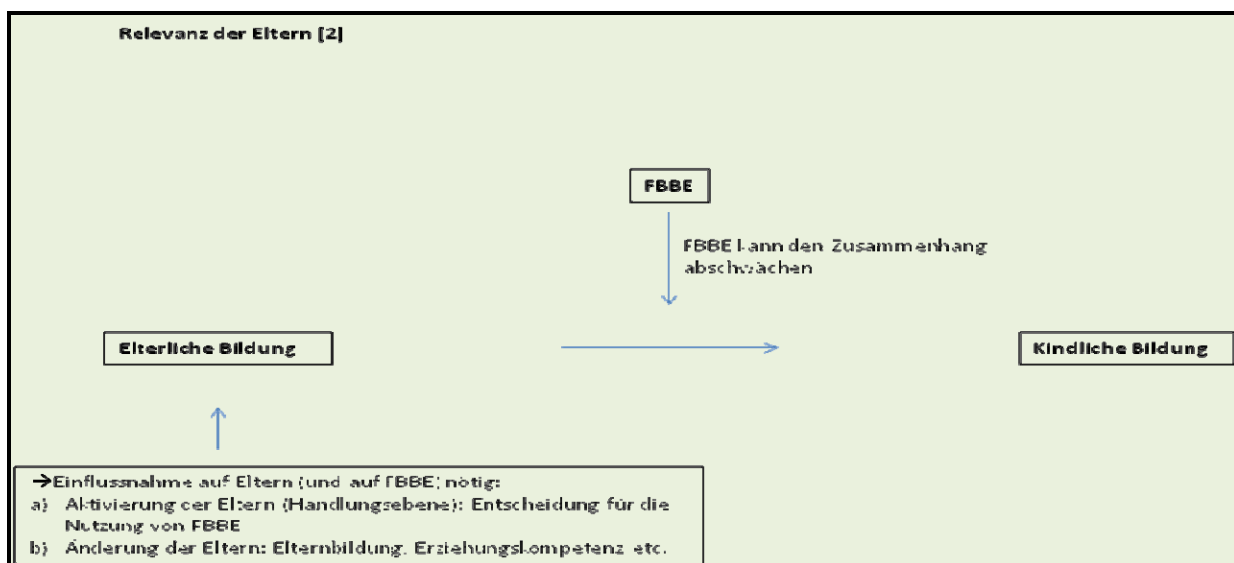 Relevanz der Eltern [2]
FBBE
FBBE kann den Zusammenhang
abschwächen
Elterliche Bildung
Kindliche Bildung
→Einflussnahme auf Eltern (und auf FBBE) nötig:
a) Aktivierung der Eltern (Handlungsebene): Entscheidung für die
Nutzung von FBBE
b) Änderung der Eltern: Elternbildung, Erziehungskompetenz etc.